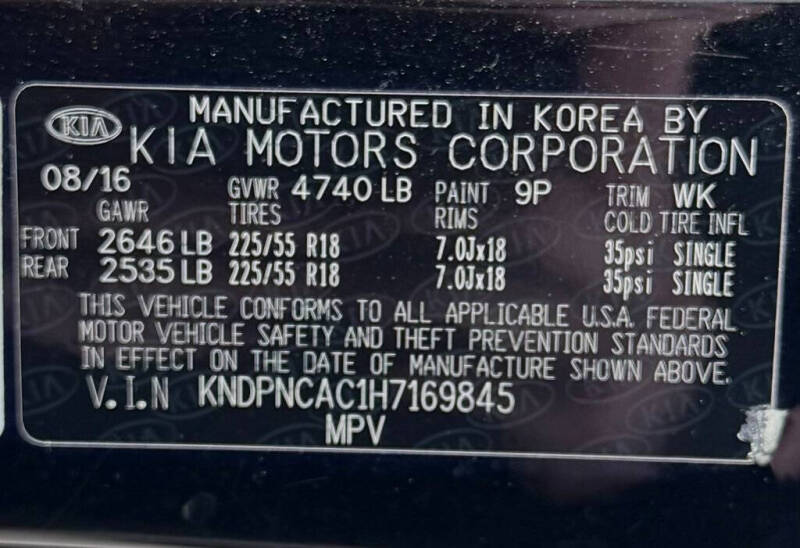 KIA MANUFACTURED IN KOREA BY
KIA MOTORS CORPORATION
08/16 GVWR 4740 LB PAINT 9P TRIM WK
GAWR TIRES RIMS COLD TIRE INFL
FRONT 2646 LB 225/55 R18 7.0Jx18 35psi SINGLE
REAR 2535 LB 225/55 R18 7.0Jx18 35psi SINGLE
THIS VEHICLE CONFORMS TO ALL APPLICABLE U.S.A. FEDERAL
MOTOR VEHICLE SAFETY AND THEFT PREVENTION STANDARDS
IN EFFECT ON THE DATE OF MANUFACTURE SHOWN ABOVE.
V.I.N KNDPNCAC1H7169845
MPV